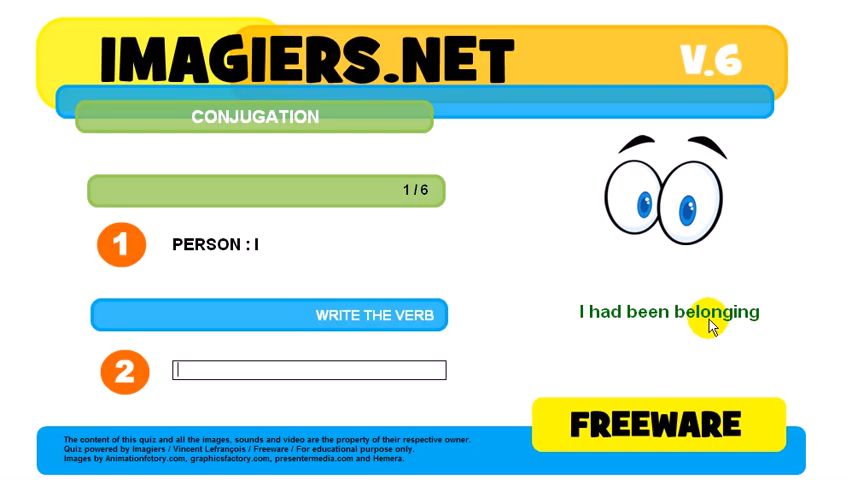 IMAGIERS.NET
V.6
CONJUGATION
1 / 6
1
PERSON : I
I had been belonging
WRITE THE VERB
2
FREEWARE
The content of this quiz and all the images, sounds and video are the property of their respective owner.
Quiz powered by Imagiers / Vincent Lefrançois / Freeware / For educational purpose only.
Images by Animationfctory.com, graphicsfactory.com, presentermedia.com and Hemera.